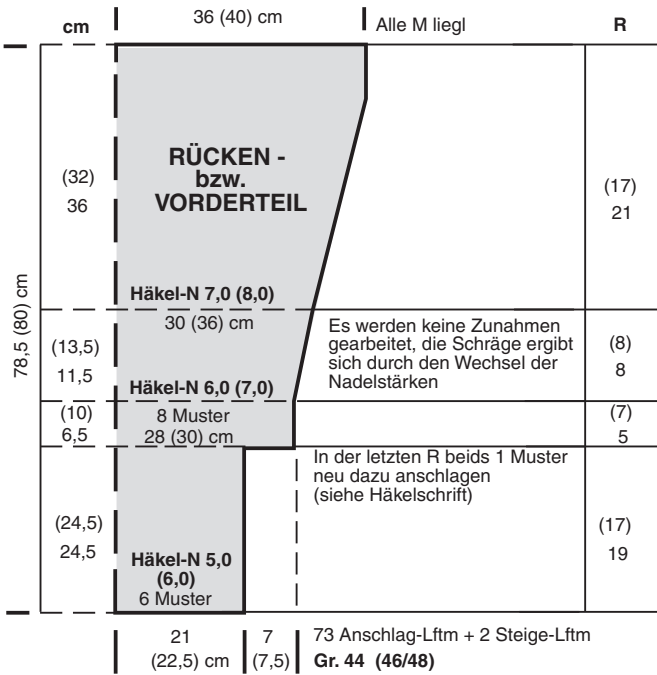 36 (40) cm
cm
Alle M liegl
R
RÜCKEN -
bzw.
VORDERTEIL
(32)
36
(17)
21
78,5 (80) cm
Häkel-N 7,0 (8,0)
30 (36) cm
Es werden keine Zunahmen
gearbeitet, die Schräge ergibt
sich durch den Wechsel der
Nadelstärken
(13,5)
11,5
(8)
8
Häkel-N 6,0 (7,0)
(10)
6,5
8 Muster
28 (30) cm
(7)
5
In der letzten R beids 1 Muster
neu dazu anschlagen
(siehe Häkelschrift)
(24,5)
24,5
(17)
19
Häkel-N 5,0
(6,0)
6 Muster
21
(22,5) cm
7
(7,5)
73 Anschlag-Lftm + 2 Steige-Lftm
Gr. 44 (46/48)